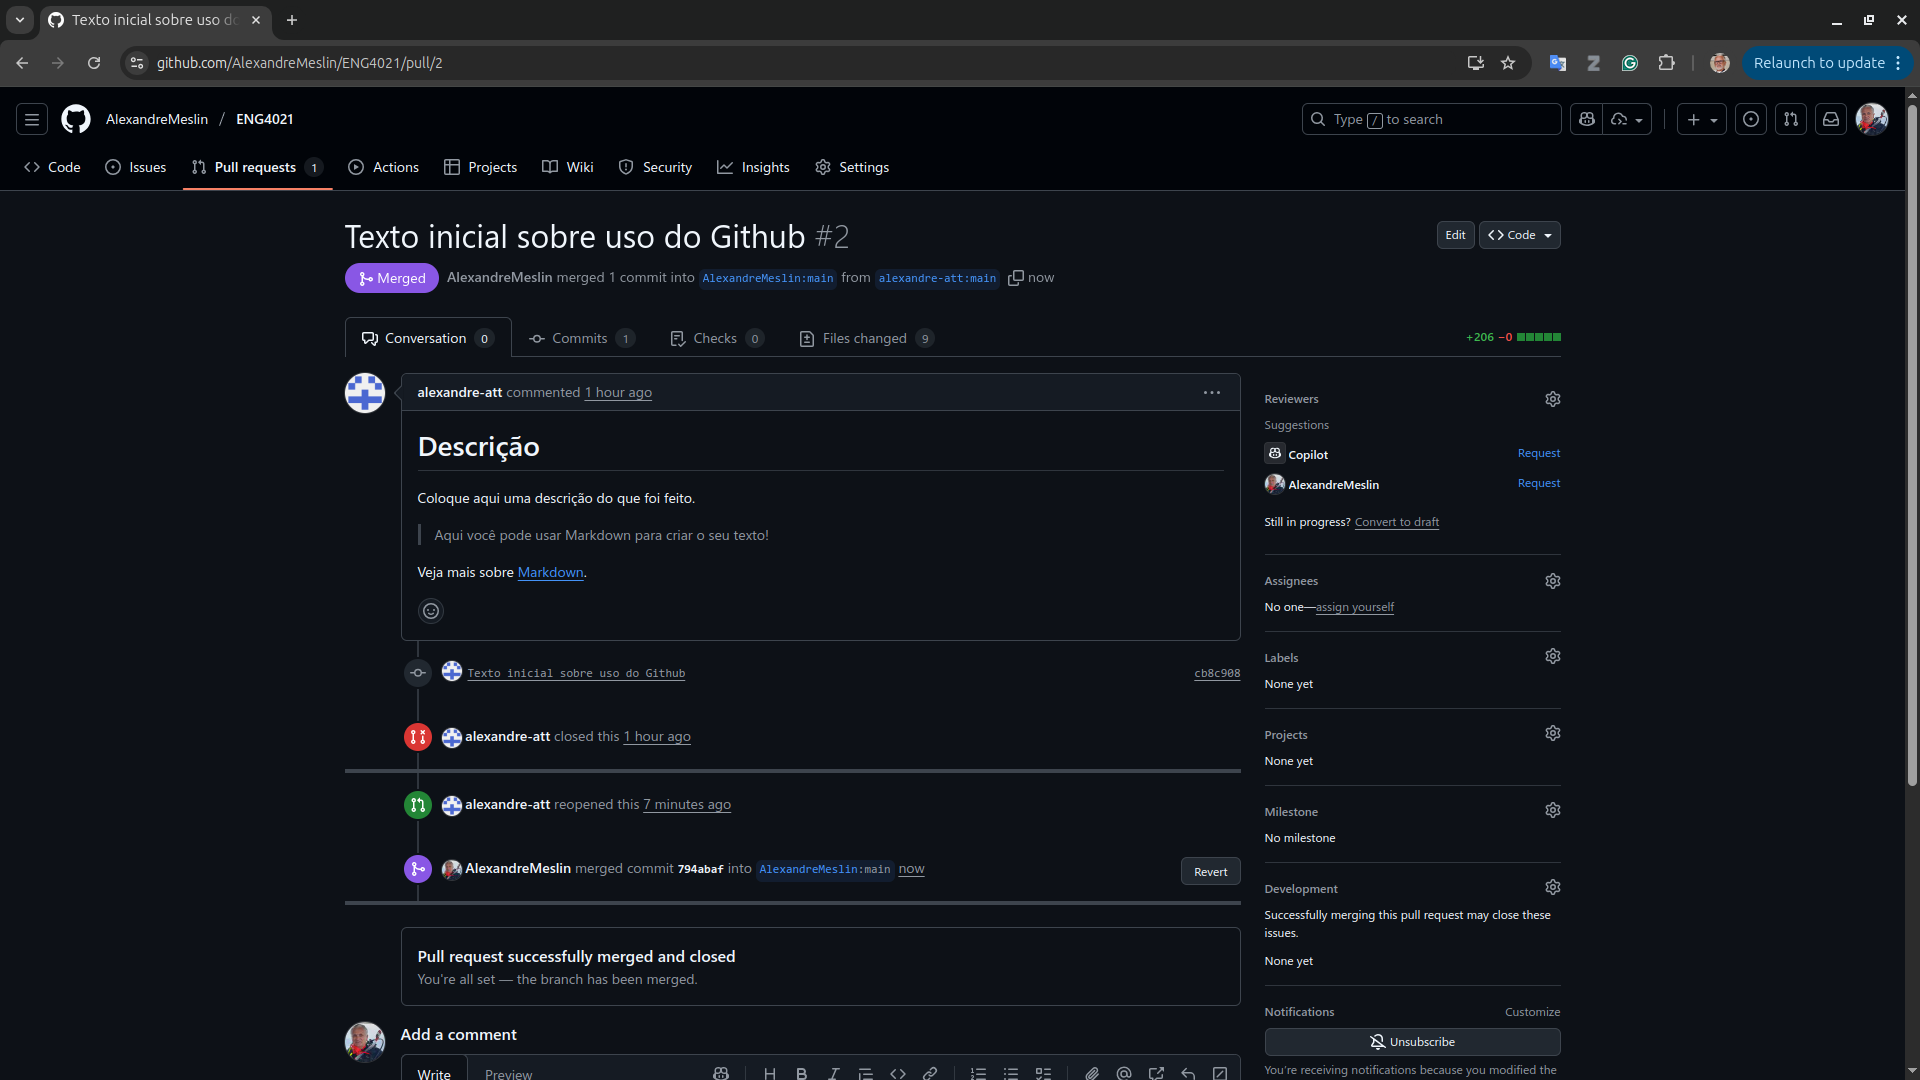 Texto inicial sobre uso do
github.com/AlexandreMeslin/ENG4021/pull/2
Relaunch to update
AlexandreMeslin / ENG4021
Type / to search
Code
Issues
Pull requests 1
Actions
Projects
Wiki
Security
Insights
Settings
Texto inicial sobre uso do Github #2
Edit
Code
Merged
AlexandreMeslin merged 1 commit into AlexandreMeslin:main from alexandre-att:main now
Conversation 0
Commits 1
Checks 0
Files changed 9
+206 −0
alexandre-att commented 1 hour ago
Descrição
Coloque aqui uma descrição do que foi feito.
Aqui você pode usar Markdown para criar o seu texto!
Veja mais sobre Markdown.
Texto inicial sobre uso do Github cb8c908
alexandre-att closed this 1 hour ago
alexandre-att reopened this 7 minutes ago
AlexandreMeslin merged commit 794abaf into AlexandreMeslin:main now
Revert
Pull request successfully merged and closed
You're all set — the branch has been merged.
Add a comment
Write
Preview
Reviewers
Suggestions
Copilot Request
AlexandreMeslin Request
Still in progress? Convert to draft
Assignees
No one—assign yourself
Labels
None yet
Projects
None yet
Milestone
No milestone
Development
Successfully merging this pull request may close these
issues.
None yet
Notifications Customize
Unsubscribe
You're receiving notifications because you modified the